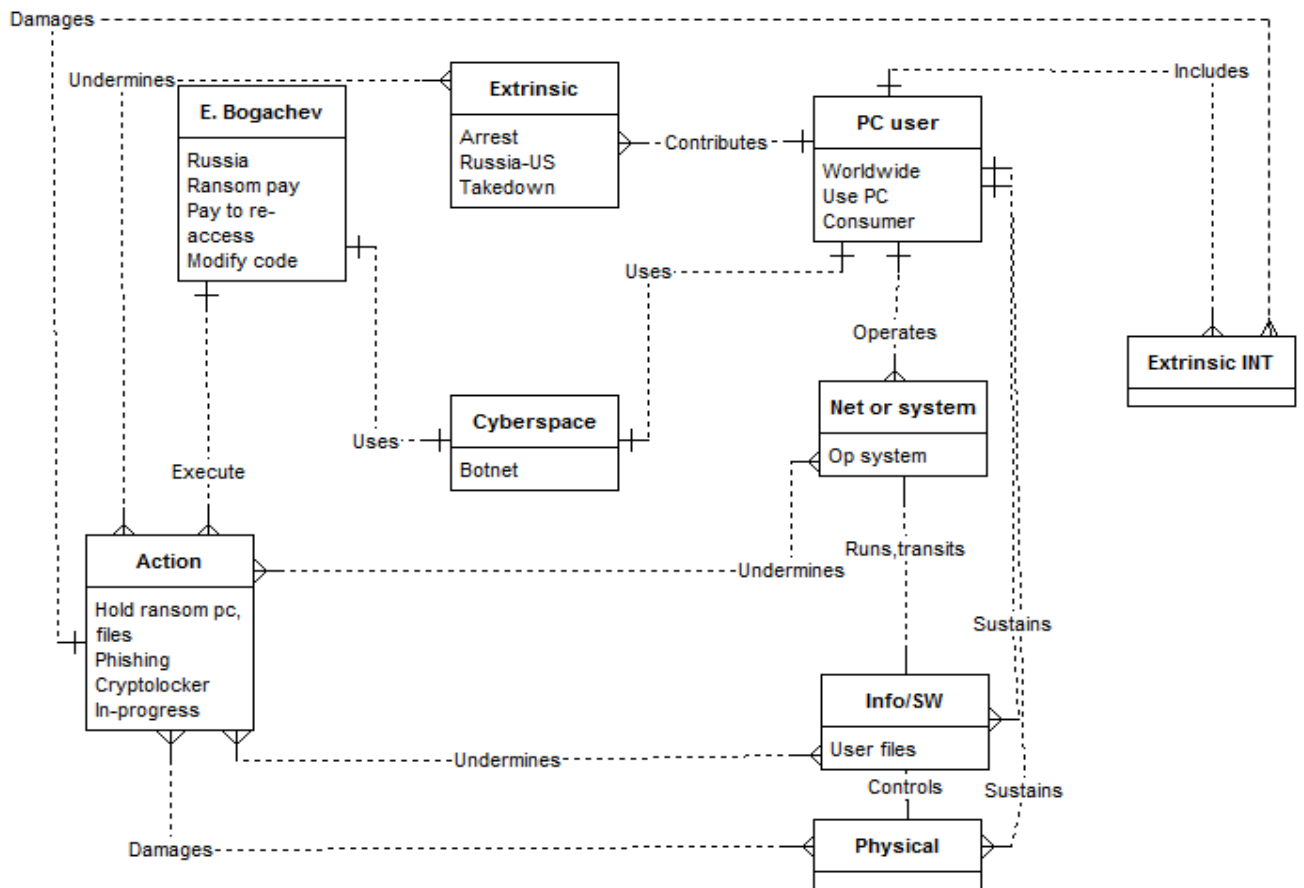 Damages
Undermines
E. Bogachev
Russia
Ransom pay
Pay to re-
access
Modify code
Extrinsic
Arrest
Russia-US
Takedown
Contributes
PC user
Worldwide
Use PC
Consumer
Includes
Uses
Operates
Extrinsic INT
Net or system
Op system
Cyberspace
Botnet
Uses
Execute
Action
Hold ransom pc,
files
Phishing
Cryptolocker
In-progress
Undermines
Runs,transits
Sustains
Info/SW
User files
Undermines
Controls
Sustains
Physical
Damages